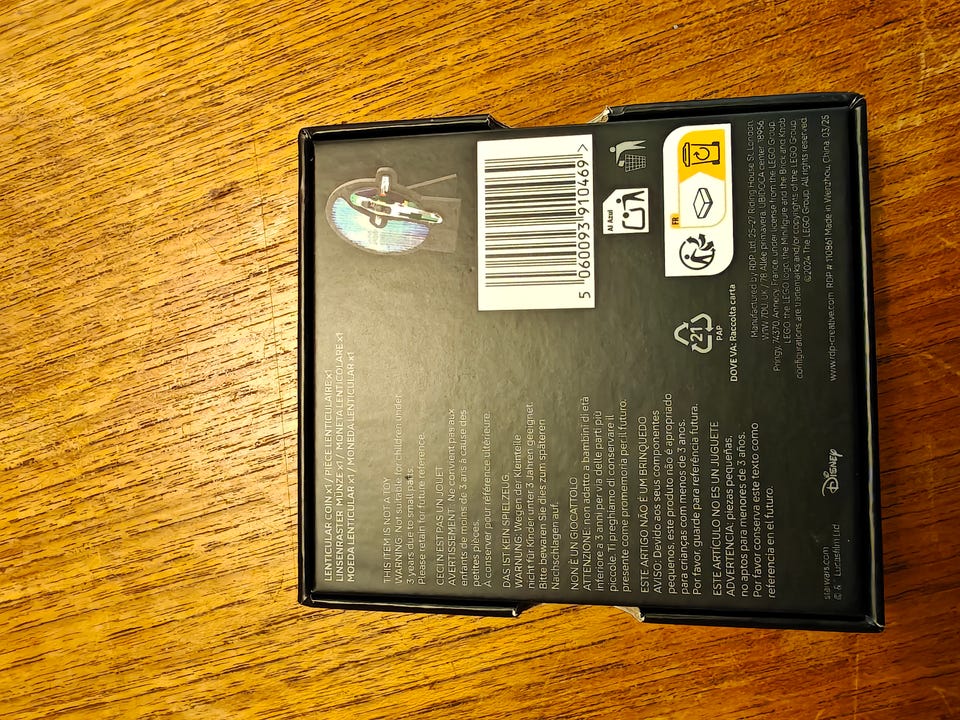 LENTICULAR COIN x1 / PIÈCE LENTICULAIRE x1
LINSENRASTER MÜNZE x1 / MONETA LENTICOLARE x1
MOEDA LENTICULAR x1 / MONEDA LENTICULAR x1
THIS ITEM IS NOT A TOY
WARNING: Not suitable for children under
3 years due to small parts.
Please retain for future reference.
CECI N'EST PAS UN JOUET
AVERTISSEMENT : Ne convient pas aux
enfants de moins de 3 ans à cause des
petites pièces.
A conserver pour référence ultérieure.
DAS IST KEIN SPIELZEUG.
WARNUNG: Wegen der Kleinteile
nicht für Kinder unter 3 Jahren geeignet.
Bitte bewaren Sie dies zum späteren
Nachschlagen auf.
NON È UN GIOCATTOLO
ATTENZIONE: non adatto a bambini di età
inferiore a 3 anni per via delle parti più
piccole. Ti preghiamo di conservare il
presente come promemoria per il futuro.
ESTE ARTIGO NÃO É UM BRINQUEDO
AVISO: Devido aos seus componentes
pequenos, este produto não é apropriado
para crianças com menos de 3 anos.
Por favor, guarde para referência futura.
ESTE ARTÍCULO NO ES UN JUGUETE
ADVERTENCIA: piezas pequeñas,
no aptos para menores de 3 años.
Por favor conserva este texto como
referencia en el futuro.
starwars.com
© & ™ Lucasfilm Ltd
Disney
5 060093 910469 >
Al Azul
FR
21
PAP
DOVE VA: Raccolta carta
Manufactured by RDP Ltd. 25-27 Riding House St, London,
W1W 7DU, UK / 78 Allée primavera, UBIDOCA center, 18956
Pringy, 74370 Annecy, France, under license from the LEGO Group.
LEGO, the LEGO logo, the Minifigure and the Brick and Knob
configurations are trademarks and/or copyrights of the LEGO Group.
©2024 The LEGO Group. All rights reserved.
www.rdp-creative.com RDP # 110861 Made in Wenzhou, China. 03/25